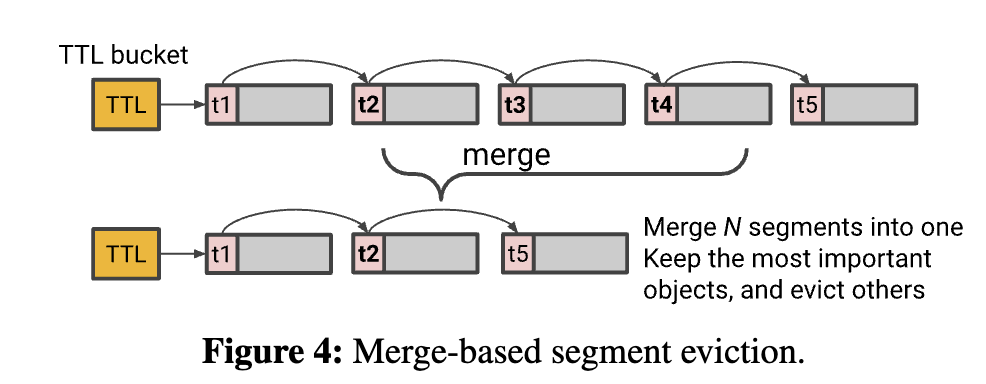 TTL bucket
TTL t1 t2 t3 t4 t5
merge
TTL t1 t2 t5
Merge N segments into one
Keep the most important
objects, and evict others
Figure 4: Merge-based segment eviction.